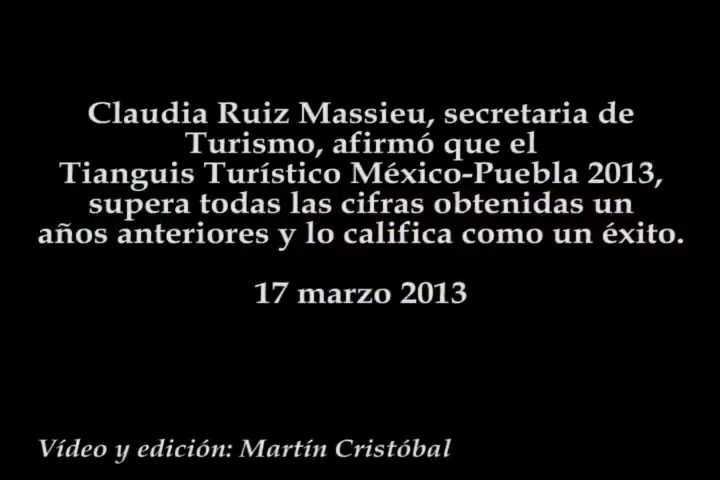 Claudia Ruiz Massieu, secretaria de
Turismo, afirmó que el
Tianguis Turístico México-Puebla 2013,
supera todas las cifras obtenidas un
años anteriores y lo califica como un éxito.
17 marzo 2013
Vídeo y edición: Martín Cristóbal